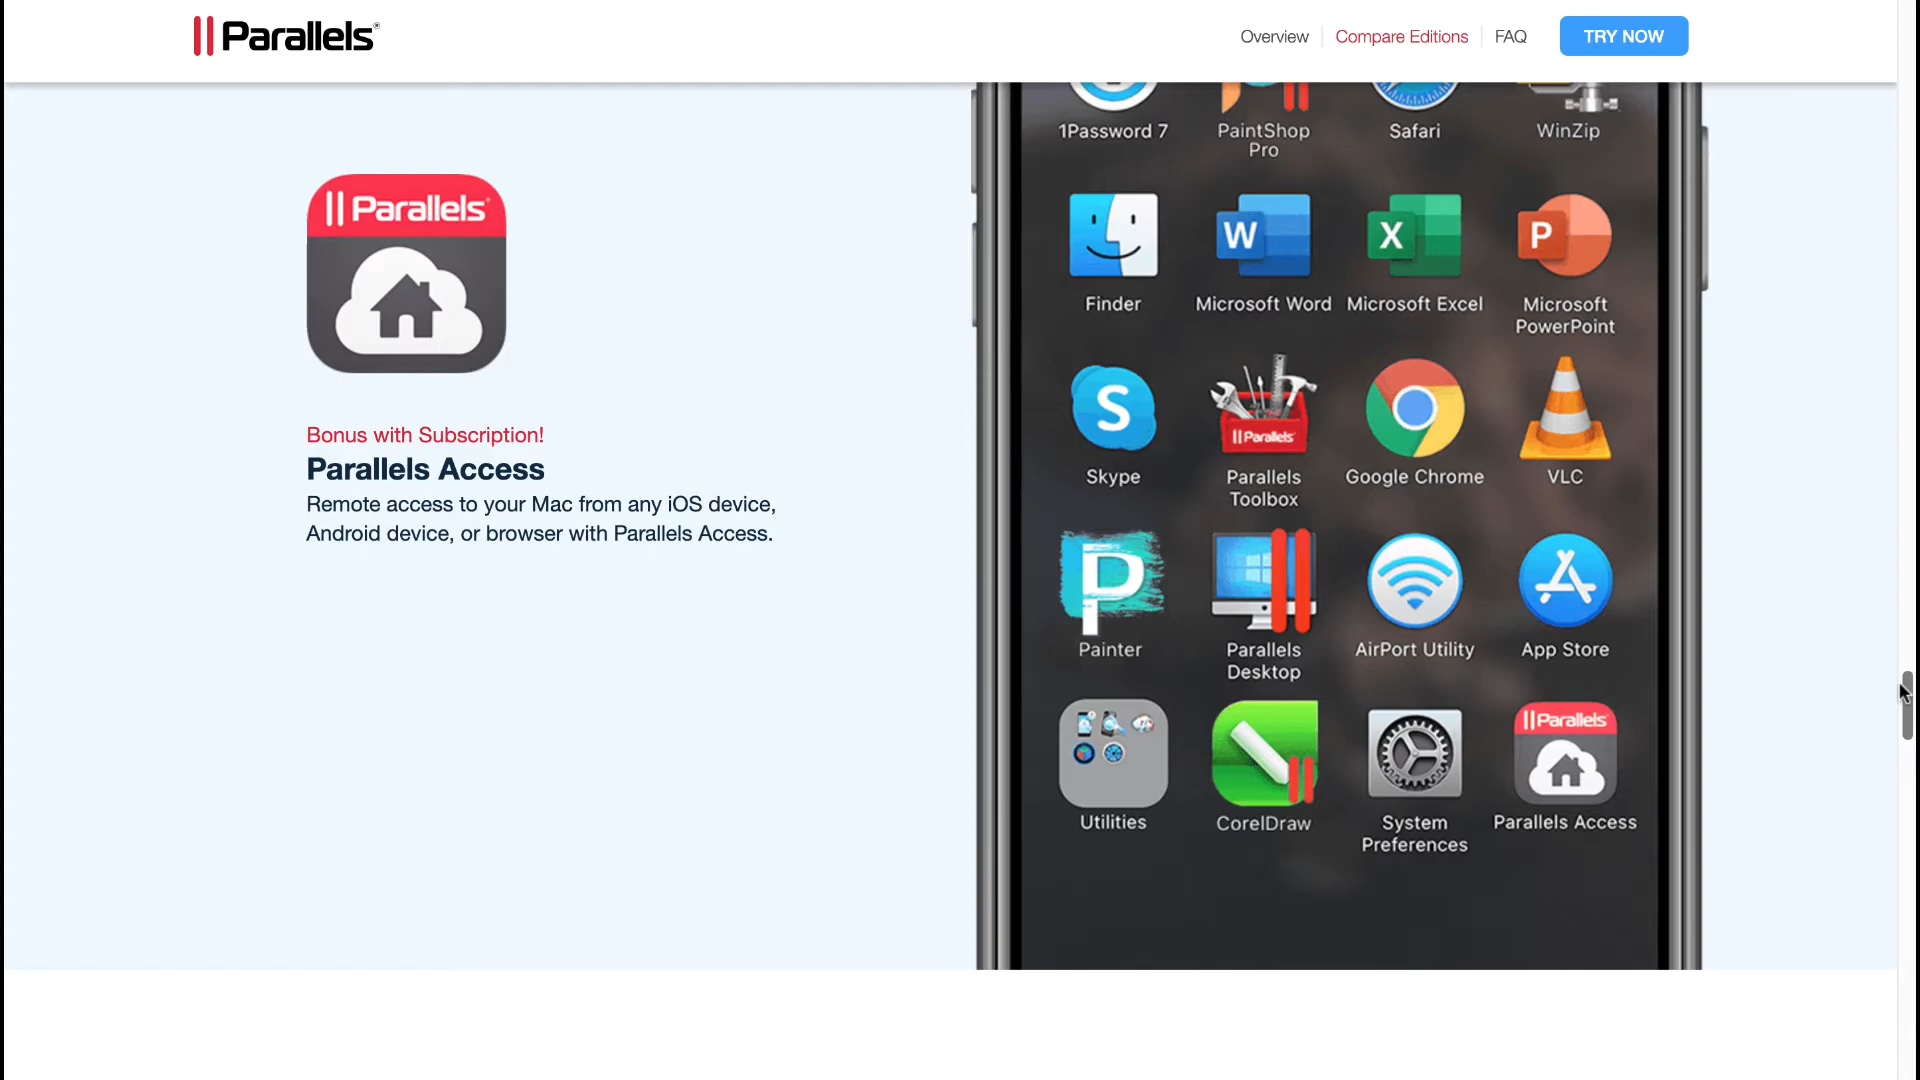 Parallels®
Overview
Compare Editions
FAQ
TRY NOW
Parallels®
Bonus with Subscription!
Parallels Access
Remote access to your Mac from any iOS device,
Android device, or browser with Parallels Access.
1Password 7
PaintShop
Pro
Safari
WinZip
W
X
P
Finder
Microsoft Word
Microsoft Excel
Microsoft
PowerPoint
S
Parallels
Skype
Parallels
Toolbox
Google Chrome
VLC
P
Painter
Parallels
Desktop
AirPort Utility
App Store
Parallels
Utilities
CorelDraw
System
Preferences
Parallels Access